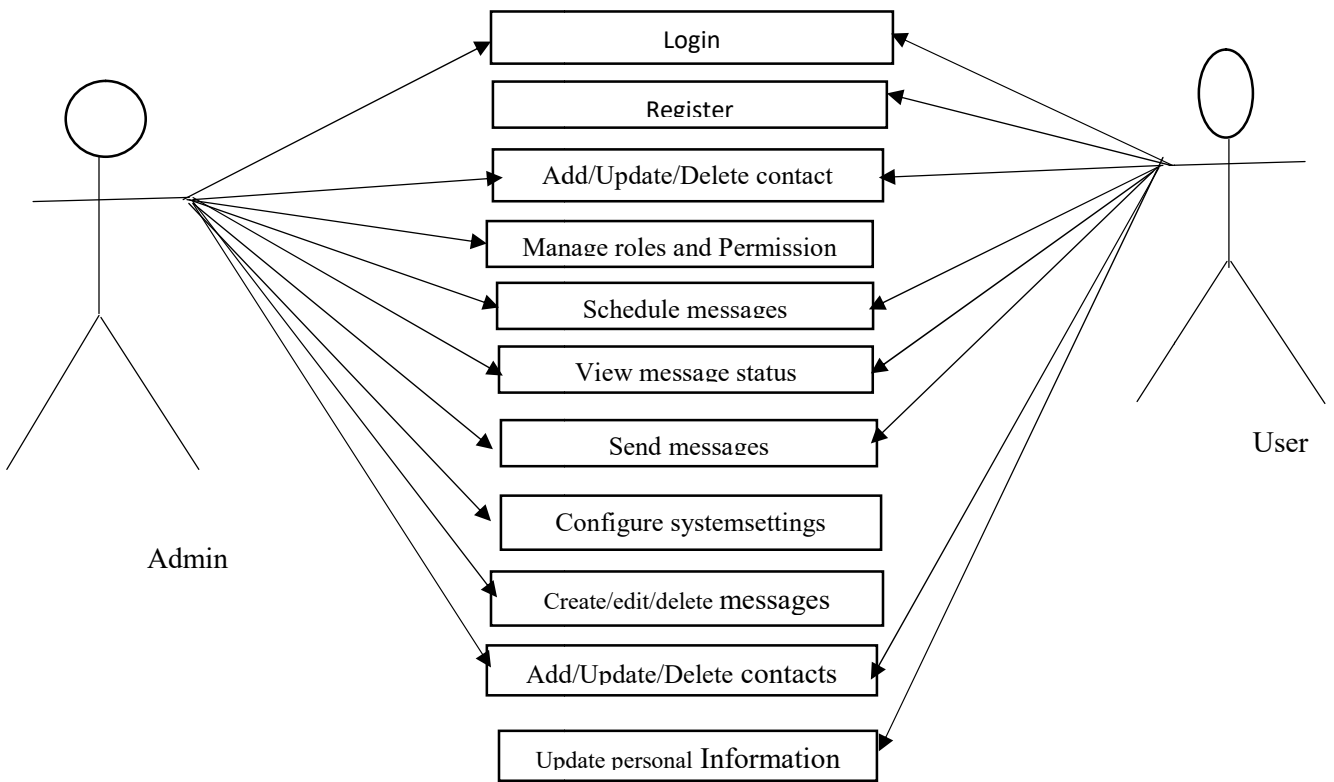 Login
Register
Add/Update/Delete contact
Manage roles and Permission
Schedule messages
View message status
Send messages
User
Configure systemsettings
Admin
Create/edit/delete messages
Add/Update/Delete contacts
Update personal Information